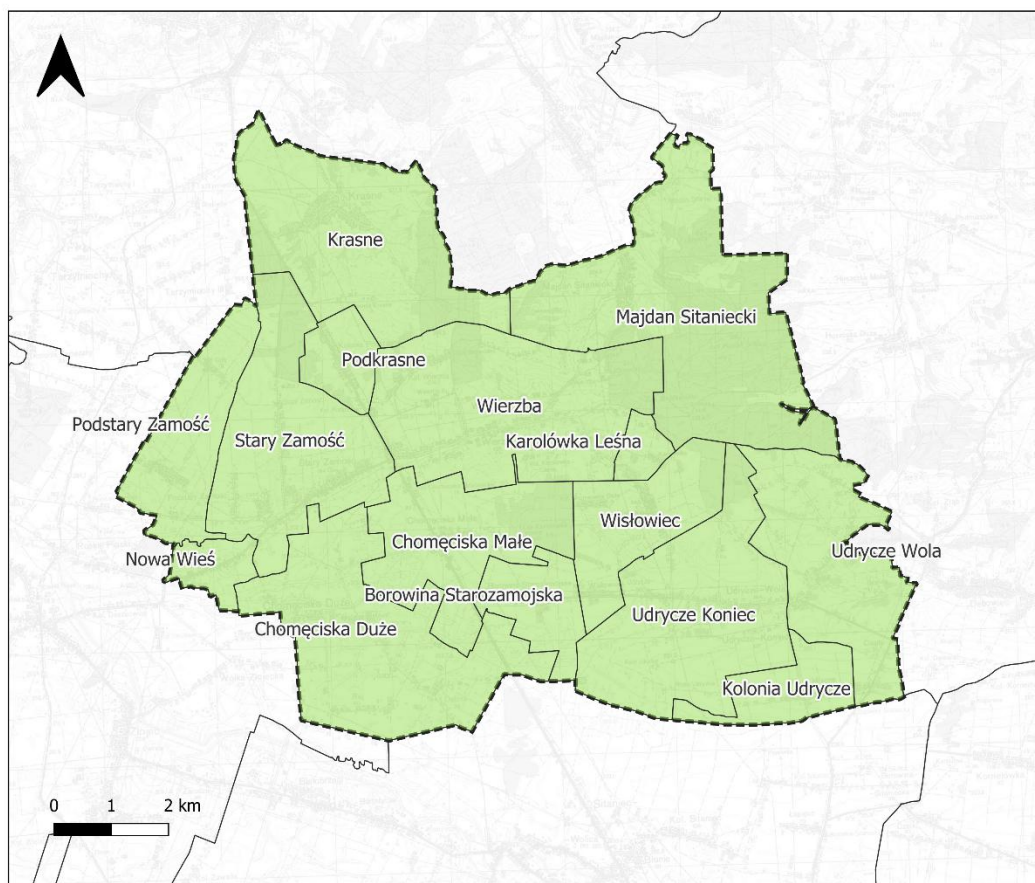 Krasne
Majdan Sitaniecki
Podkrasne
Wierzba
Podstary Zamość
Stary Zamość
Karolówka Leśna
Wisłowiec
Chomęciska Małe
Nowa Wieś
Udrycze Wola
Borowina Starozamojska
Chomęciska Duże
Udrycze Koniec
Kolonia Udrycze
0 1 2 km